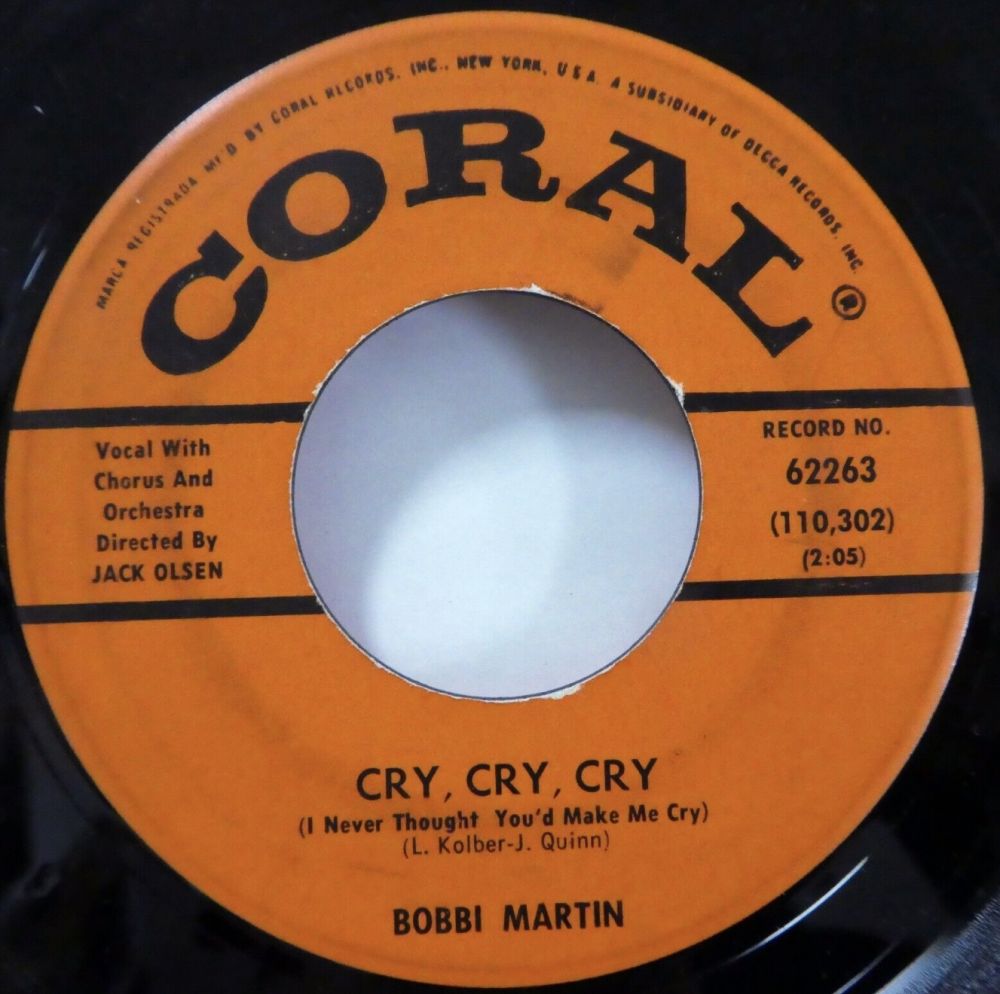 MARCA REGISTRADA MF'D BY CORAL RECORDS, INC., NEW YORK, U S A A SUBSIDIARY OF DECCA RECORDS, INC.
CORAL ®
Vocal With
Chorus And
Orchestra
Directed By
JACK OLSEN
RECORD NO.
62263
(110,302)
(2:05)
CRY, CRY, CRY
(I Never Thought You'd Make Me Cry)
(L. Kolber-J. Quinn)
BOBBI MARTIN